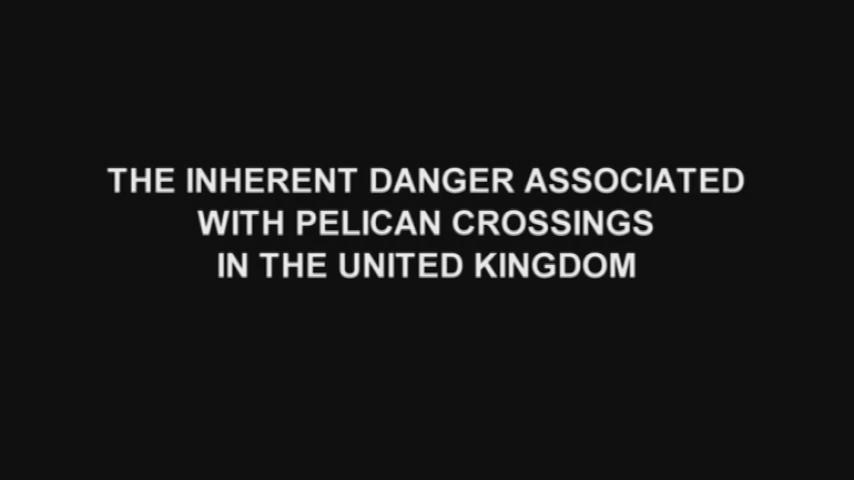 THE INHERENT DANGER ASSOCIATED
WITH PELICAN CROSSINGS
IN THE UNITED KINGDOM